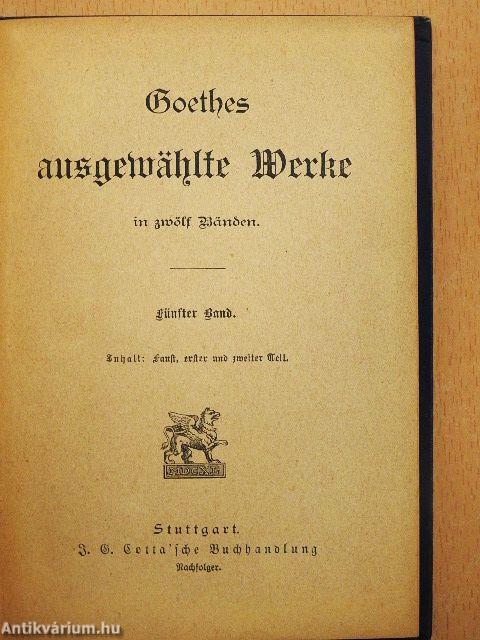 Goethes
ausgewählte Werke
in zwölf Bänden.
Fünfter Band.
Inhalt: Faust, erster und zweiter Teil.
MDCXL
Stuttgart.
J. G. Cotta'sche Buchhandlung
Nachfolger.
Antikvárium.hu